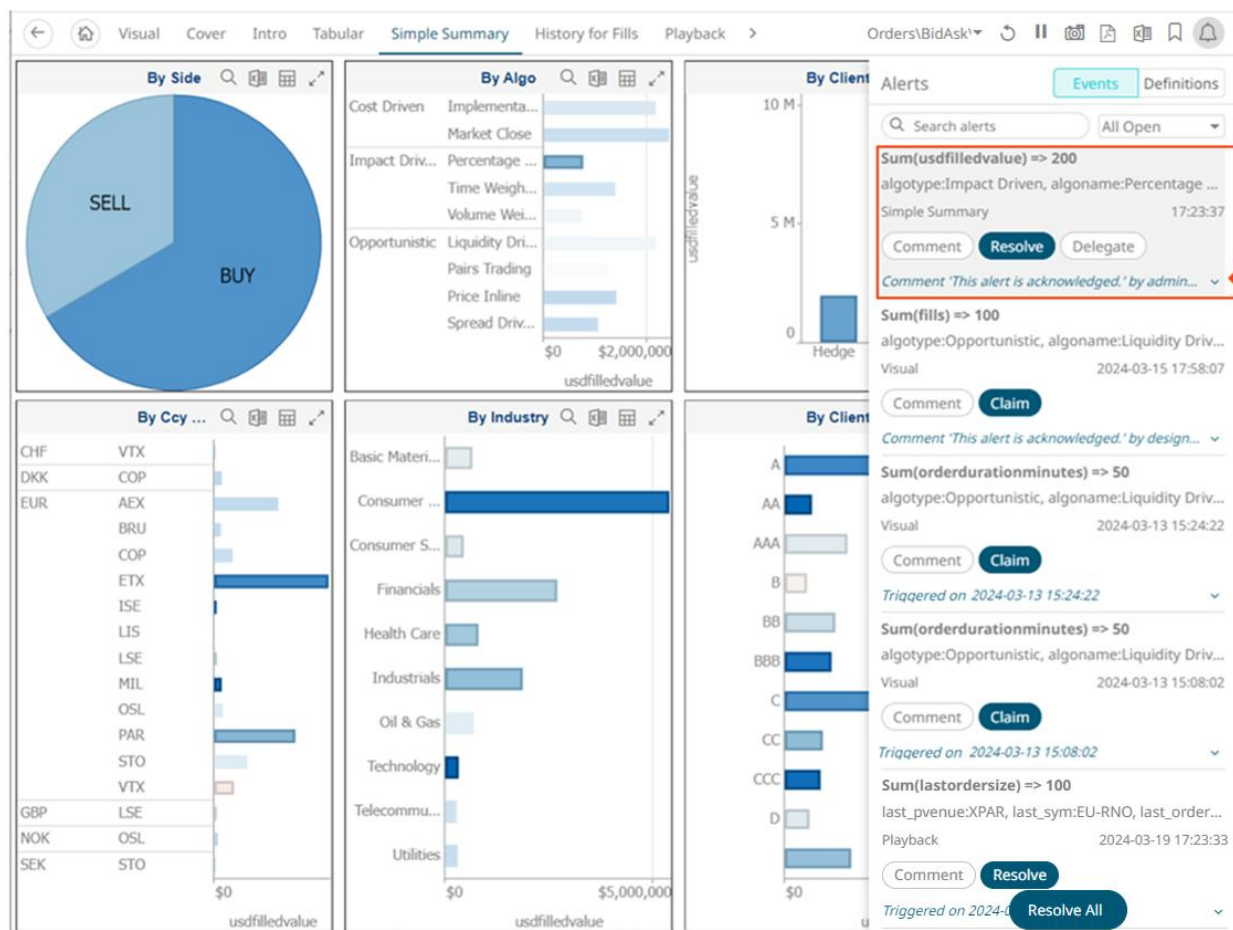 Visual Cover Intro Tabular Simple Summary History for Fills Playback
Orders\BidAsk\
By Side
SELL
BUY
By Algo
Cost Driven Implementa...
Market Close
Impact Driv... Percentage ...
Time Weigh...
Volume Wei...
Opportunistic Liquidity Dri...
Pairs Trading
Price Inline
Spread Driv...
$0 $2,000,000
usdfilledvalue
By Client
10 M
5 M
0
usdfilledvalue
Hedge
By Ccy ...
CHF VTX
DKK COP
EUR AEX
BRU
COP
ETX
ISE
LIS
LSE
MIL
OSL
PAR
STO
VTX
GBP LSE
NOK OSL
SEK STO
$0
usdfilledvalue
By Industry
Basic Materi...
Consumer ...
Consumer S...
Financials
Health Care
Industrials
Oil & Gas
Technology
Telecommu...
Utilities
$0 $5,000,000
usdfilledvalue
By Client
A
AA
AAA
B
BB
BBB
C
CC
CCC
D
$0
u
Alerts Events Definitions
Search alerts All Open
Sum(usdfilledvalue) => 200
algotype:Impact Driven, algoname:Percentage ...
Simple Summary 17:23:37
Comment Resolve Delegate
Comment 'This alert is acknowledged.' by admin...
Sum(fills) => 100
algotype:Opportunistic, algoname:Liquidity Driv...
Visual 2024-03-15 17:58:07
Comment Claim
Comment 'This alert is acknowledged.' by design...
Sum(orderdurationminutes) => 50
algotype:Opportunistic, algoname:Liquidity Driv...
Visual 2024-03-13 15:24:22
Comment Claim
Triggered on 2024-03-13 15:24:22
Sum(orderdurationminutes) => 50
algotype:Opportunistic, algoname:Liquidity Driv...
Visual 2024-03-13 15:08:02
Comment Claim
Triggered on 2024-03-13 15:08:02
Sum(lastordersize) => 100
last_pvenue:XPAR, last_sym:EU-RNO, last_order...
Playback 2024-03-19 17:23:33
Comment Resolve
Triggered on 2024-0
Resolve All